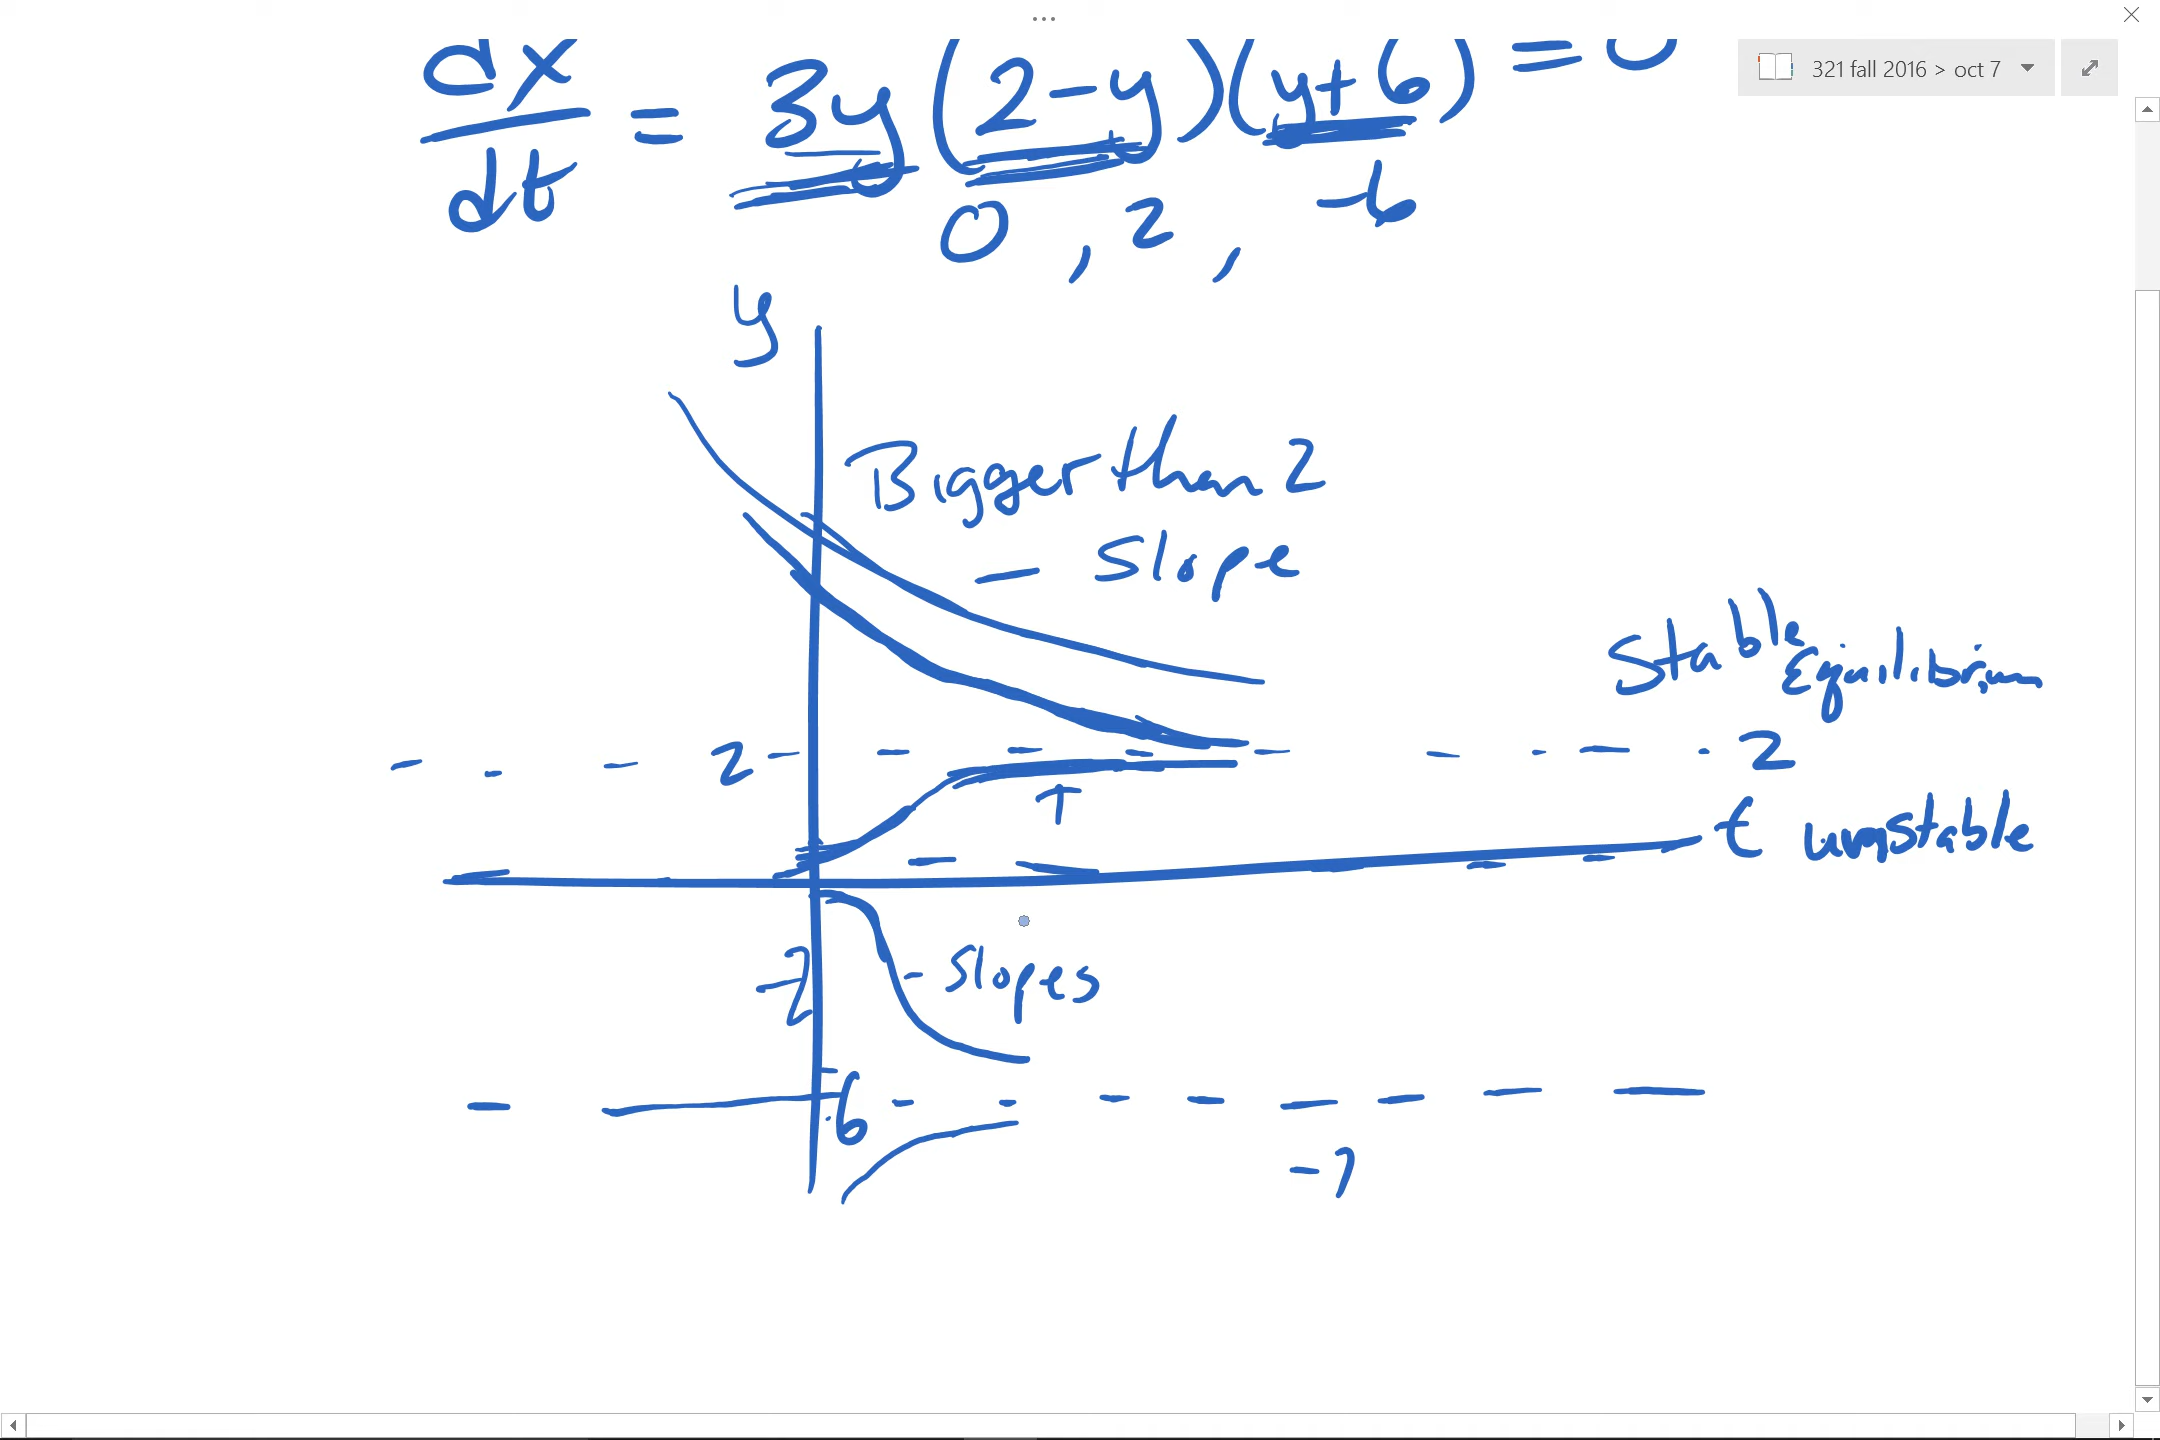 321 fall 2016 > oct 7
dx/dt = 3y(2-y)(y+6) = 0
0, 2, -6
y
Bigger than 2
- Slope
Stable Equilibrium
2 2
t unstable
- Slopes
-2
-6
-7